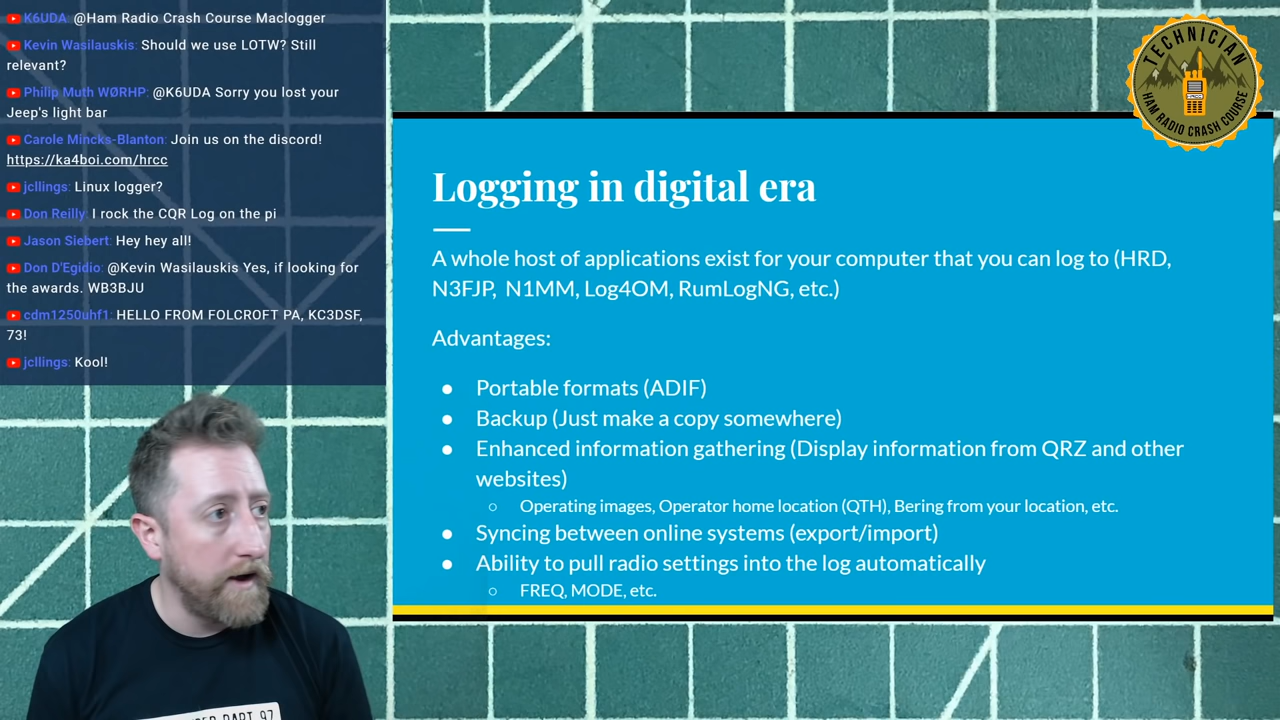 K6UDA: @Ham Radio Crash Course Maclogger
Kevin Wasilauskis: Should we use LOTW? Still
relevant?
Philip Muth WØRHP: @K6UDA Sorry you lost your
Jeep's light bar
Carole Mincks-Blanton: Join us on the discord!
https://ka4boi.com/hrcc
jcllings: Linux logger?
Don Reilly: I rock the CQR Log on the pi
Jason Siebert: Hey hey all!
Don D'Egidio: @Kevin Wasilauskis Yes, if looking for
the awards. WB3BJU
cdm1250uhf1: HELLO FROM FOLCROFT PA, KC3DSF,
73!
jcllings: Kool!
TECHNICIAN
HAM RADIO CRASH COURSE
Logging in digital era
A whole host of applications exist for your computer that you can log to (HRD,
N3FJP, N1MM, Log4OM, RumLogNG, etc.)
Advantages:
● Portable formats (ADIF)
● Backup (Just make a copy somewhere)
● Enhanced information gathering (Display information from QRZ and other
websites)
○ Operating images, Operator home location (QTH), Bering from your location, etc.
● Syncing between online systems (export/import)
● Ability to pull radio settings into the log automatically
○ FREQ, MODE, etc.
PART 97